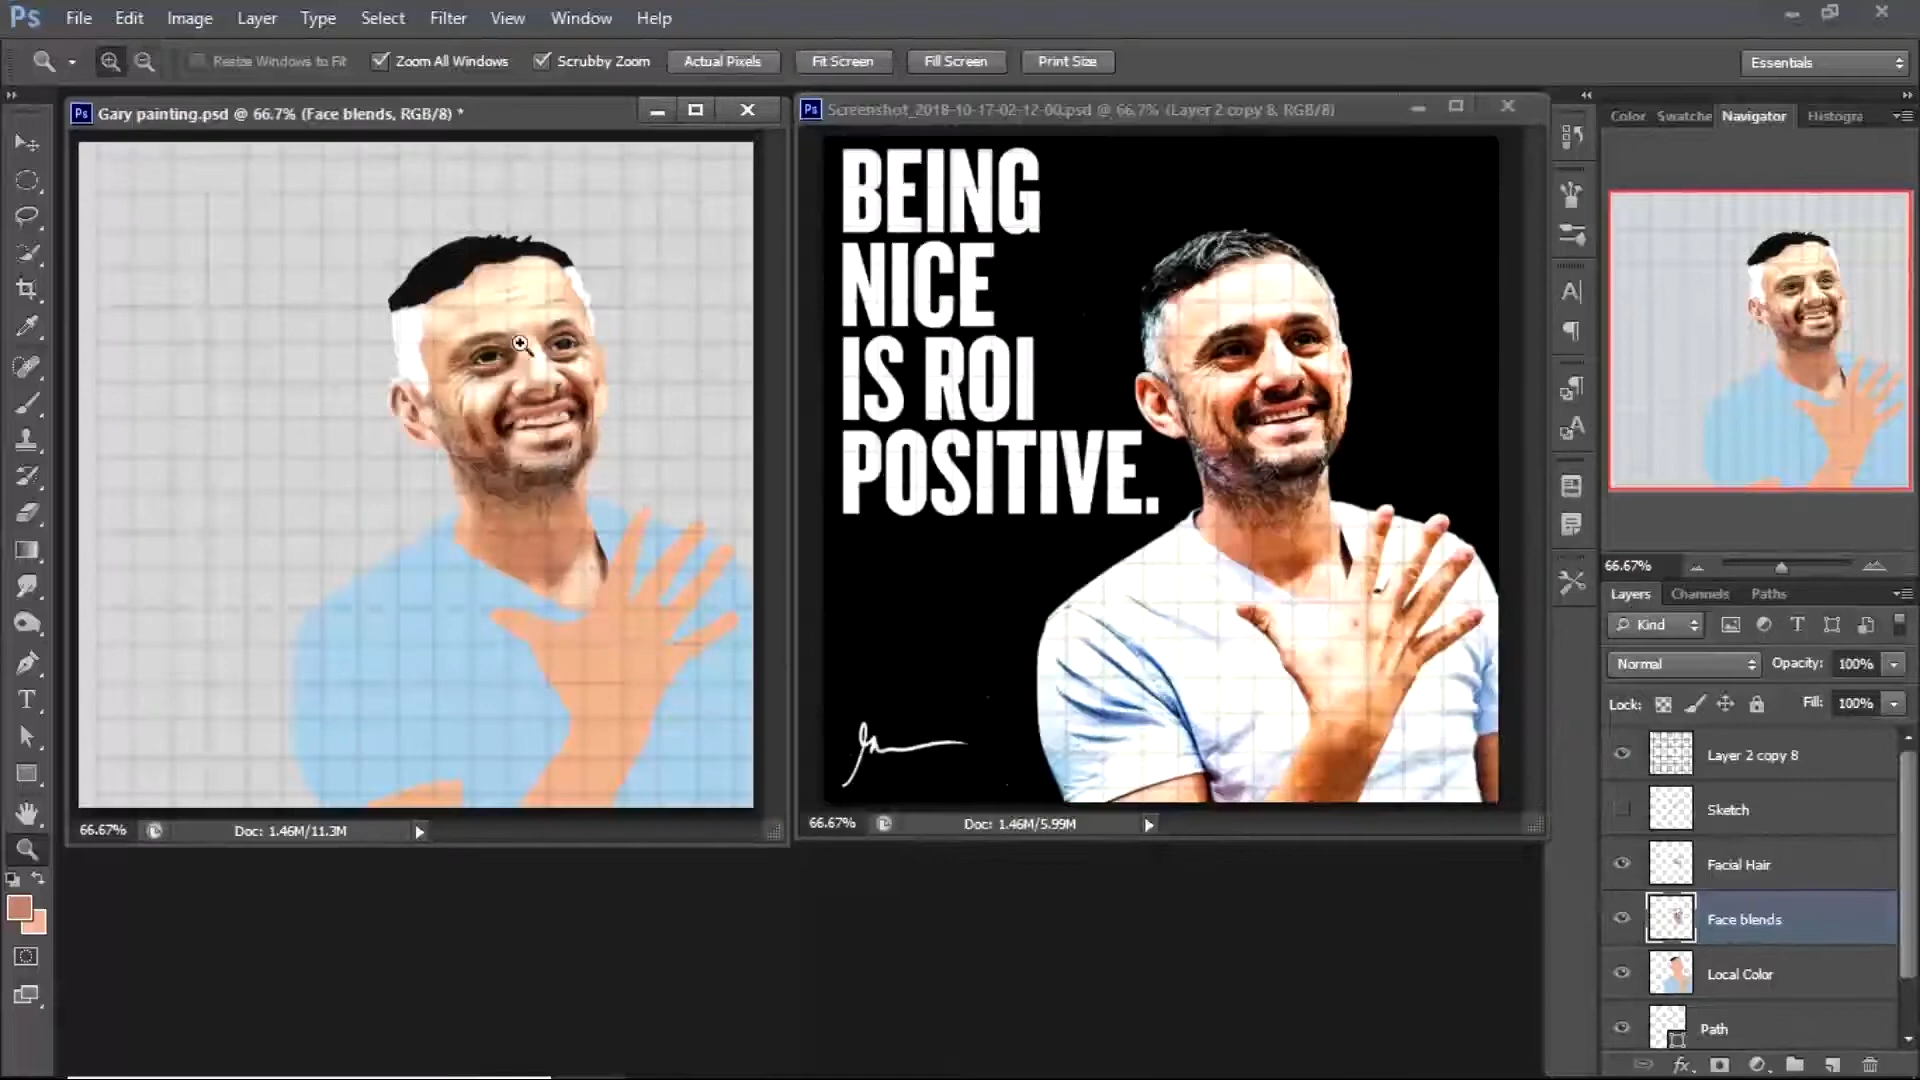 Ps File Edit Image Layer Type Select Filter View Window Help
Resize Windows to Fit Zoom All Windows Scrubby Zoom Actual Pixels Fit Screen Fill Screen Print Size Essentials
Ps Gary painting.psd @ 66.7% (Face blends, RGB/8) *
Ps Screenshot_2018-10-17-02-12-00.psd @ 66.7% (Layer 2 copy 8, RGB/8)
Color Swatche Navigator Histogra
BEING
NICE
IS ROI
POSITIVE.
66.67% Doc: 1.46M/11.3M
66.67% Doc: 1.46M/5.99M
66.67%
Layers Channels Paths
Kind
Normal Opacity: 100%
Lock: Fill: 100%
Layer 2 copy 8
Sketch
Facial Hair
Face blends
Local Color
Path